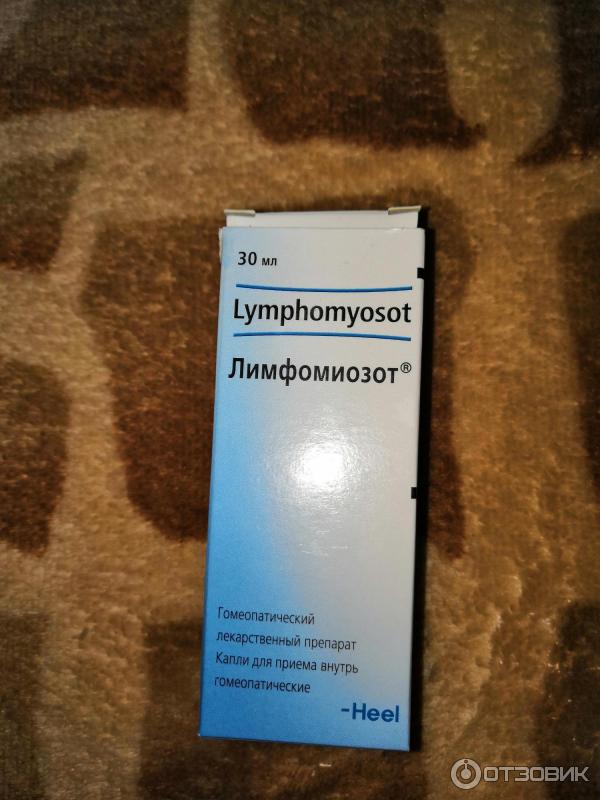 30 мл
Lymphomyosot
Лимфомиозот®
Гомеопатический
лекарственный препарат
Капли для приема внутрь
гомеопатические
-Heel
ОТЗОВИК